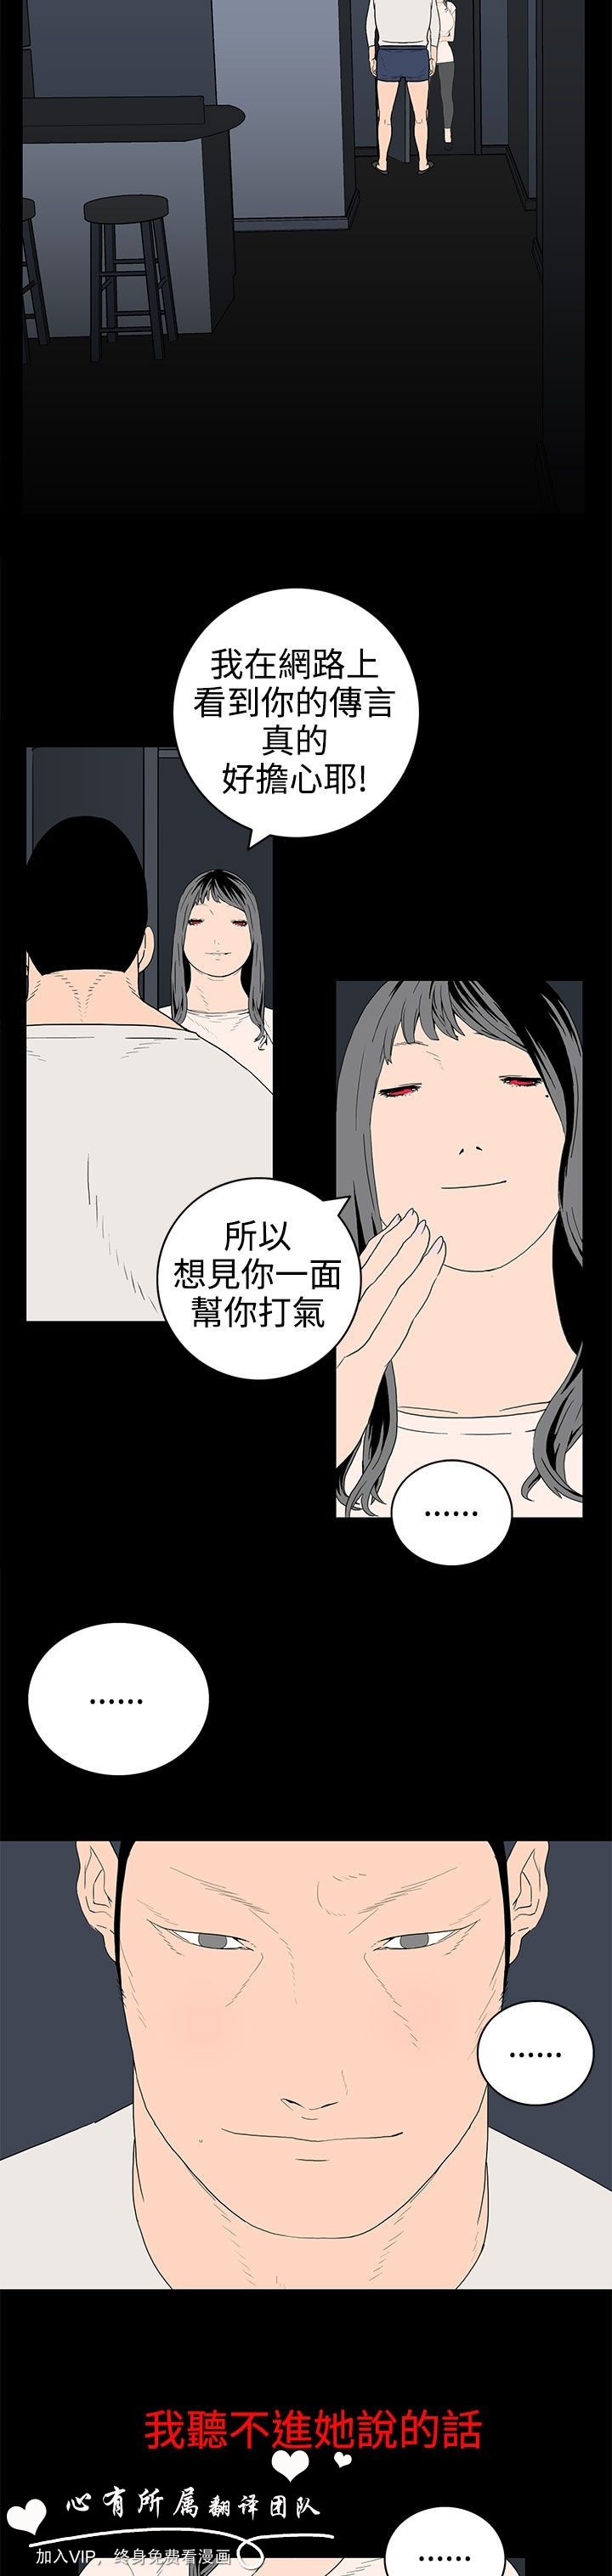 我在網路上
看到你的傳言
真的
好擔心耶!
所以
想見你一面
幫你打氣
……
……
……
我聽不進她說的話
心有所属翻译团队
加入VIP，终身免费看漫画
……